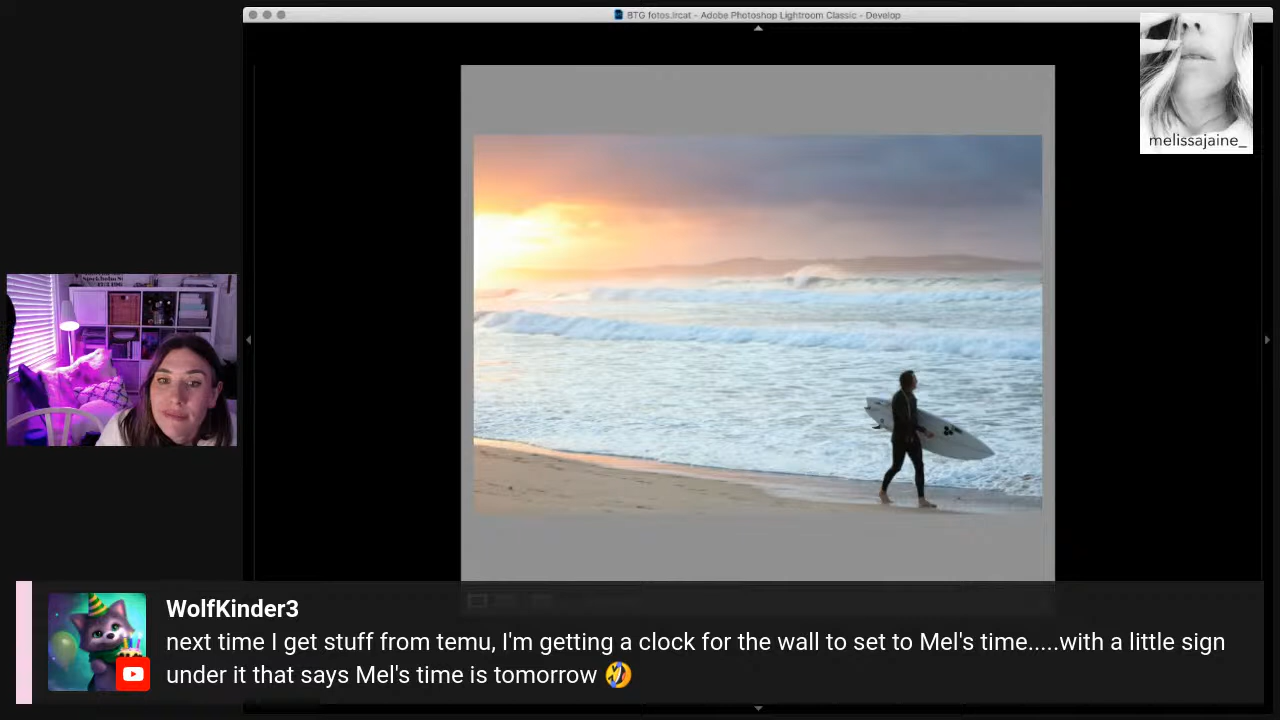 BTG fotos.lrcat - Adobe Photoshop Lightroom Classic - Develop
melissajaine_
WolfKinder3
next time I get stuff from temu, I'm getting a clock for the wall to set to Mel's time.....with a little sign
under it that says Mel's time is tomorrow 🤣